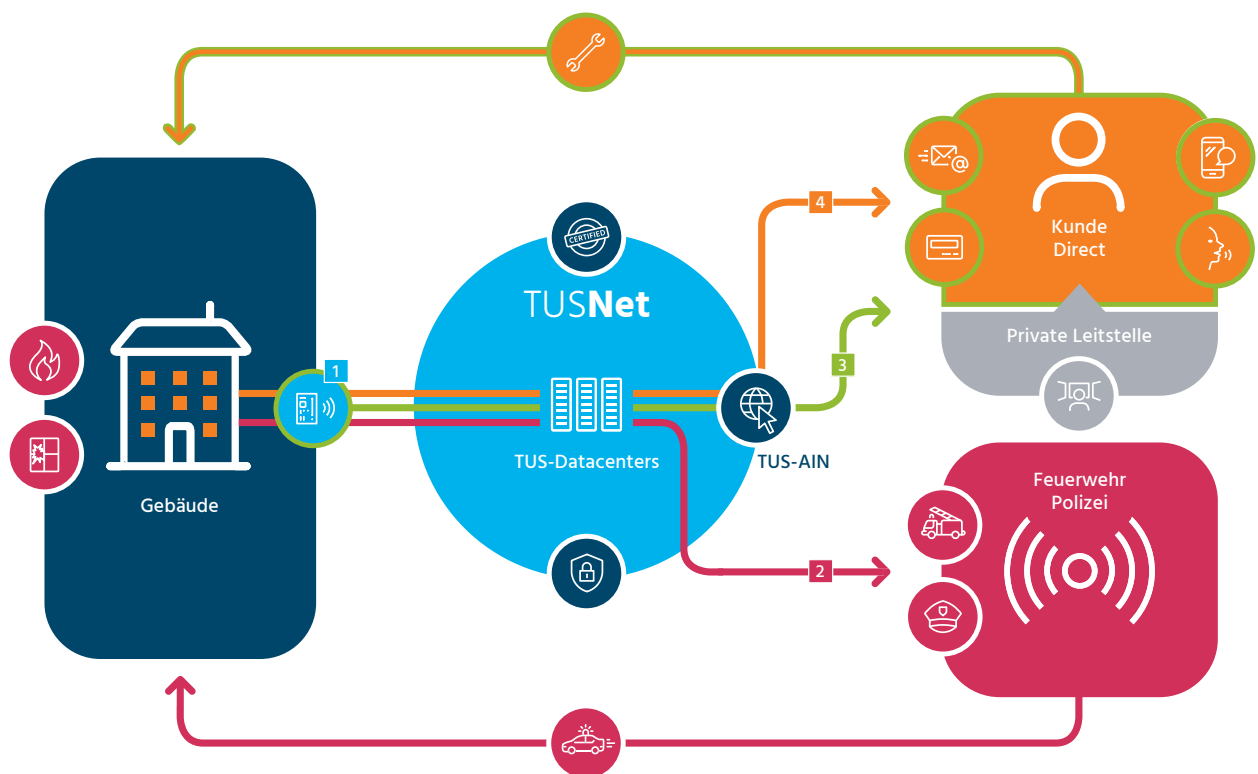 4
Kunde
Direct
CERTIFIED
TUSNet
Private Leitstelle
3
1
TUS-Datacenters
TUS-AIN
Gebäude
Feuerwehr
Polizei
2